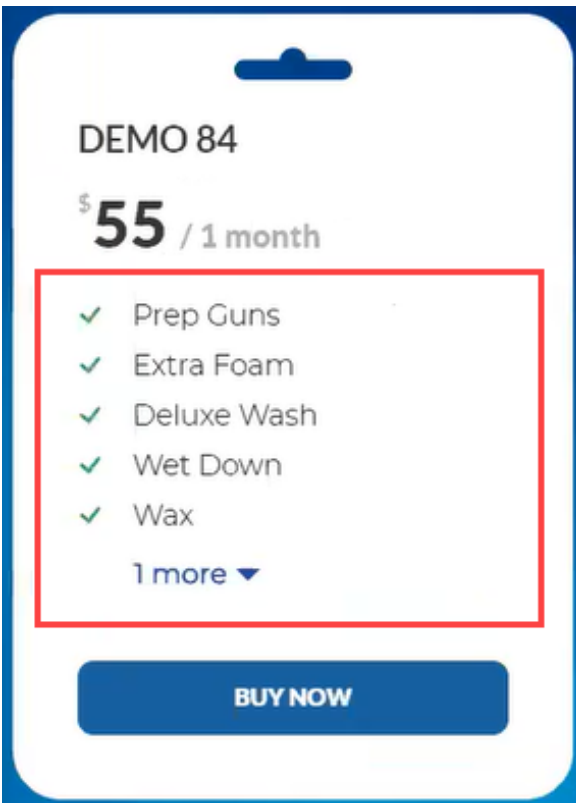 DEMO 84
$55 / 1 month
Prep Guns
Extra Foam
Deluxe Wash
Wet Down
Wax
1 more
BUY NOW